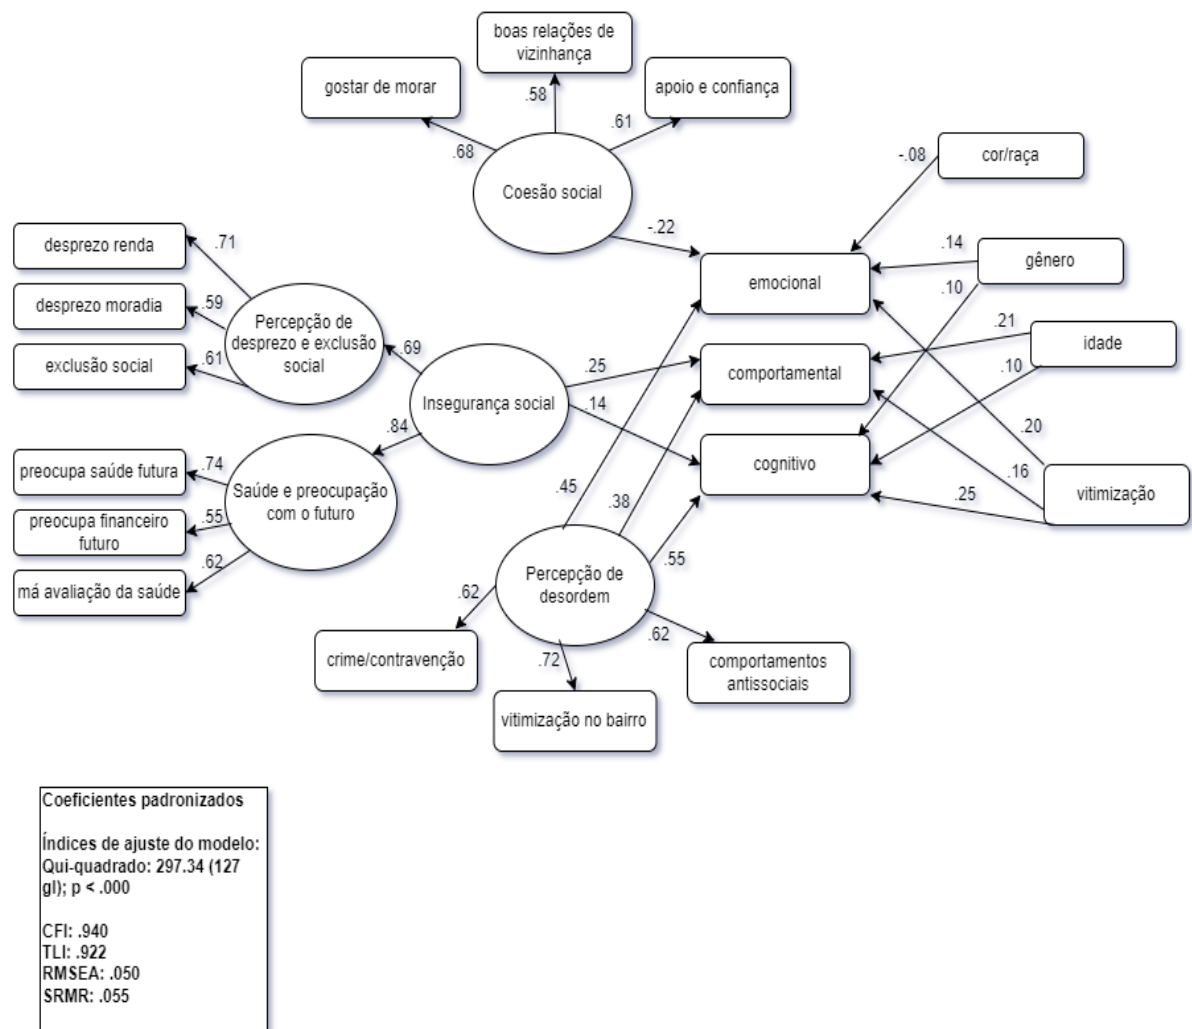 boas relações de
vizinhança
gostar de morar
apoio e confiança
.58
.68
.61
Coesão social
-.22
-.08
cor/raça
.14
gênero
.10
emocional
desprezo renda
.71
desprezo moradia
.59
exclusão social
.61
Percepção de
desprezo e exclusão
social
.69
Insegurança social
.25
.14
comportamental
.21
idade
.10
cognitivo
.84
.20
.16
.25
vitimização
preocupa saúde futura
.74
preocupa financeiro
futuro
.55
má avaliação da saúde
.62
Saúde e preocupação
com o futuro
.45
.38
.55
Percepção de
desordem
.62
crime/contravenção
.72
vitimização no bairro
.62
comportamentos
antissociais
Coeficientes padronizados
Índices de ajuste do modelo:
Qui-quadrado: 297.34 (127
gl); p < .000
CFI: .940
TLI: .922
RMSEA: .050
SRMR: .055